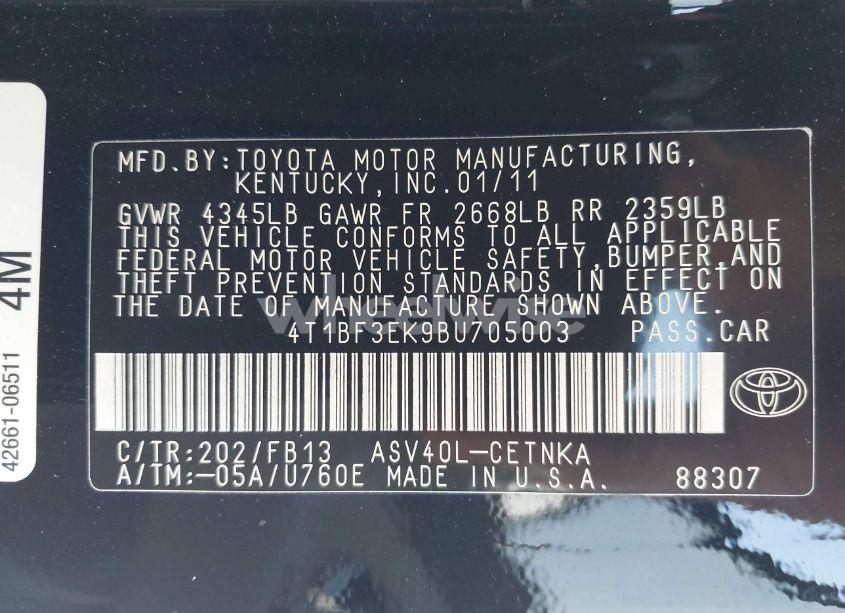 MFD.BY:TOYOTA MOTOR MANUFACTURING,
KENTUCKY,INC.01/11
GVWR 4345LB GAWR FR 2668LB RR 2359LB
THIS VEHICLE CONFORMS TO ALL APPLICABLE
FEDERAL MOTOR VEHICLE SAFETY,BUMPER,AND
THEFT PREVENTION STANDARDS IN EFFECT ON
THE DATE OF MANUFACTURE SHOWN ABOVE.
4T1BF3EK9BU705003 PASS.CAR
C/TR:202/FB13 ASV40L-CETNKA
A/TM:-05A/U760E MADE IN U.S.A. 88307
4M
42661-06511